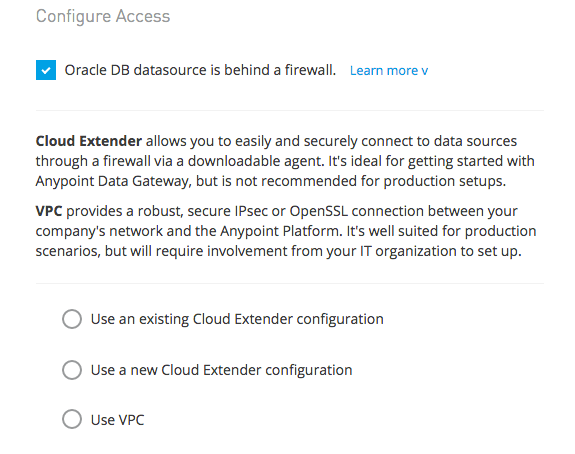 Configure Access
Oracle DB datasource is behind a firewall. Learn more v
Cloud Extender allows you to easily and securely connect to data sources
through a firewall via a downloadable agent. It's ideal for getting started with
Anypoint Data Gateway, but is not recommended for production setups.
VPC provides a robust, secure IPsec or OpenSSL connection between your
company's network and the Anypoint Platform. It's well suited for production
scenarios, but will require involvement from your IT organization to set up.
Use an existing Cloud Extender configuration
Use a new Cloud Extender configuration
Use VPC